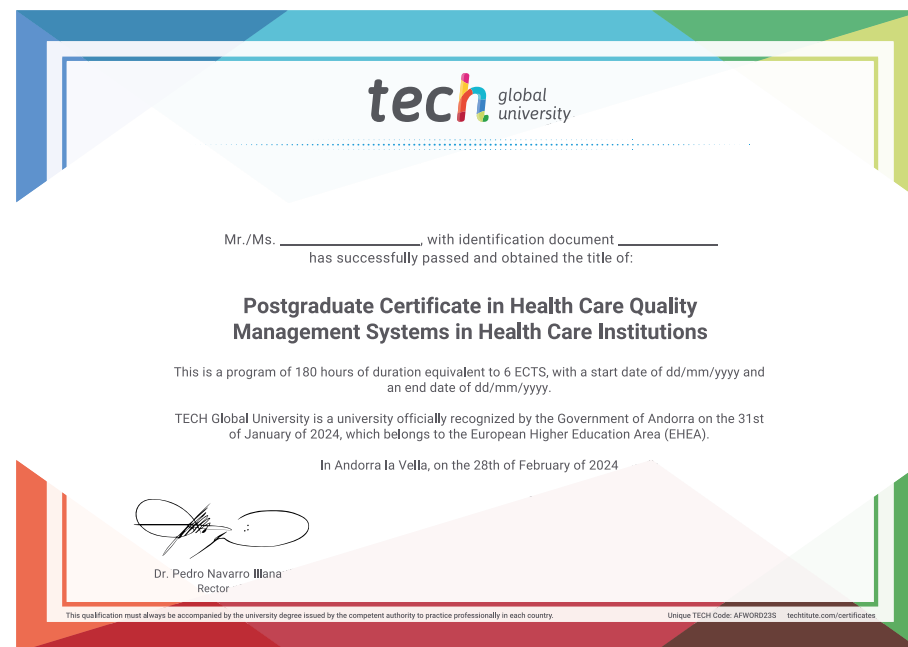 tech global university
Mr./Ms. ____________________, with identification document ______________
has successfully passed and obtained the title of:
Postgraduate Certificate in Health Care Quality
Management Systems in Health Care Institutions
This is a program of 180 hours of duration equivalent to 6 ECTS, with a start date of dd/mm/yyyy and
an end date of dd/mm/yyyy.
TECH Global University is a university officially recognized by the Government of Andorra on the 31st
of January of 2024, which belongs to the European Higher Education Area (EHEA).
In Andorra la Vella, on the 28th of February of 2024
Dr. Pedro Navarro Illana
Rector
This qualification must always be accompanied by the university degree issued by the competent authority to practice professionally in each country.
Unique TECH Code: AFWORD23S techtitute.com/certificates